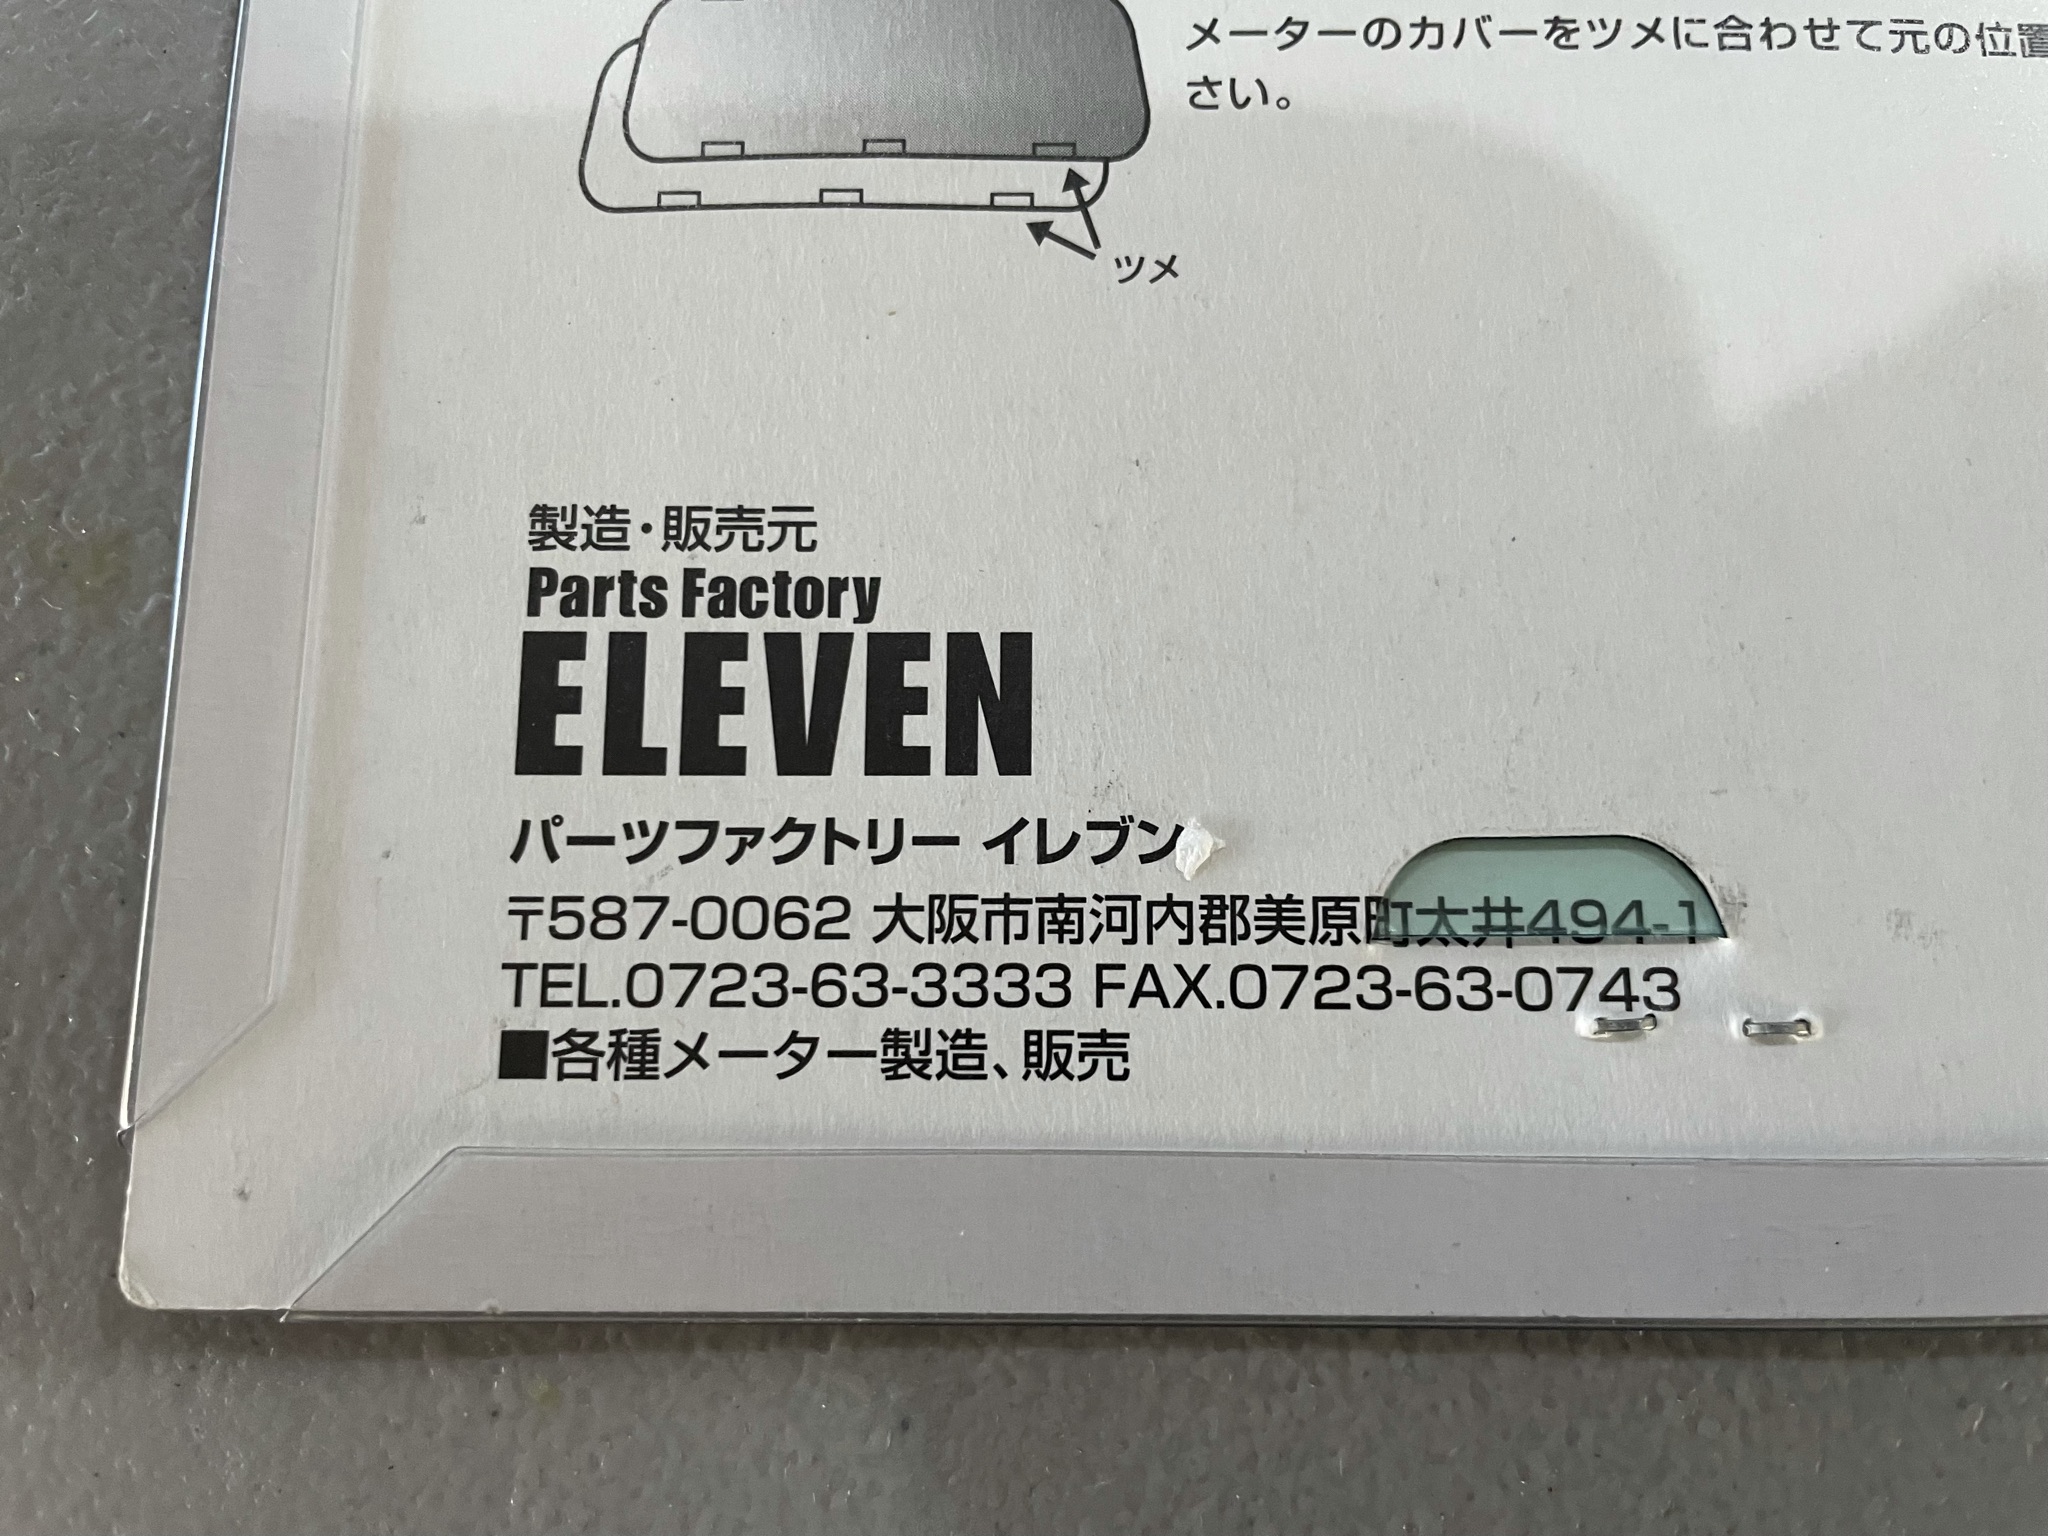 メーターのカバーをツメに合わせて元の位置
さい。
ツメ
製造・販売元
Parts Factory
ELEVEN
パーツファクトリー イレブン
〒587-0062 大阪市南河内郡美原町太井494-1
TEL.0723-63-3333 FAX.0723-63-0743
■各種メーター製造、販売